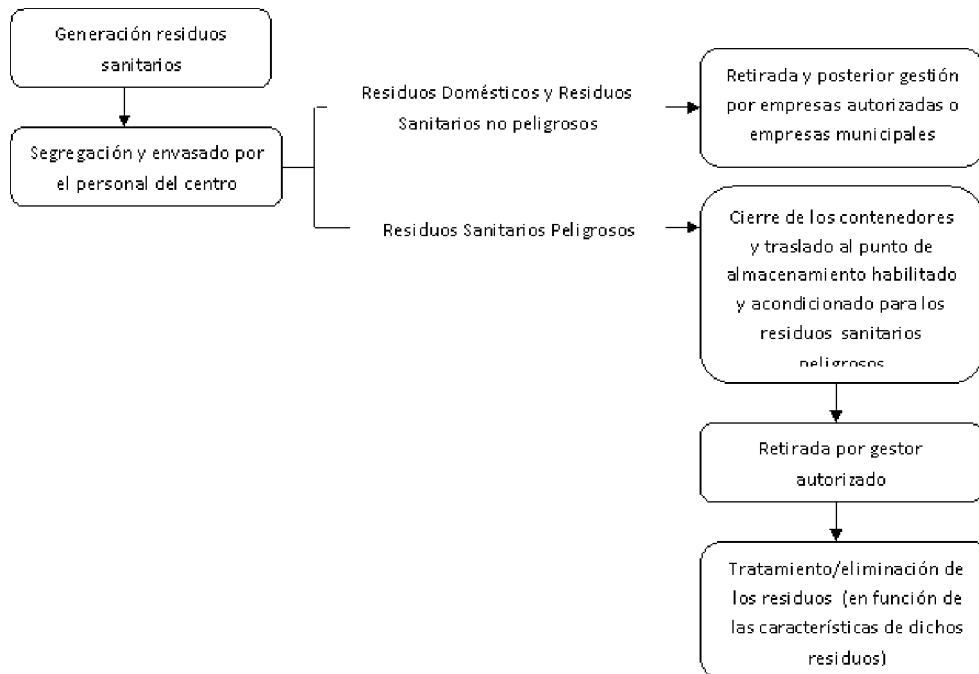 Generación residuos
sanitarios
Segregación y envasado por
el personal del centro
Residuos Domésticos y Residuos
Sanitarios no peligrosos
Retirada y posterior gestión
por empresas autorizadas o
empresas municipales
Residuos Sanitarios Peligrosos
Cierre de los contenedores
y traslado al punto de
almacenamiento habilitado
y acondicionado para los
residuos sanitarios
peligrosos
Retirada por gestor
autorizado
Tratamiento/eliminación de
los residuos (en función de
las características de dichos
residuos)